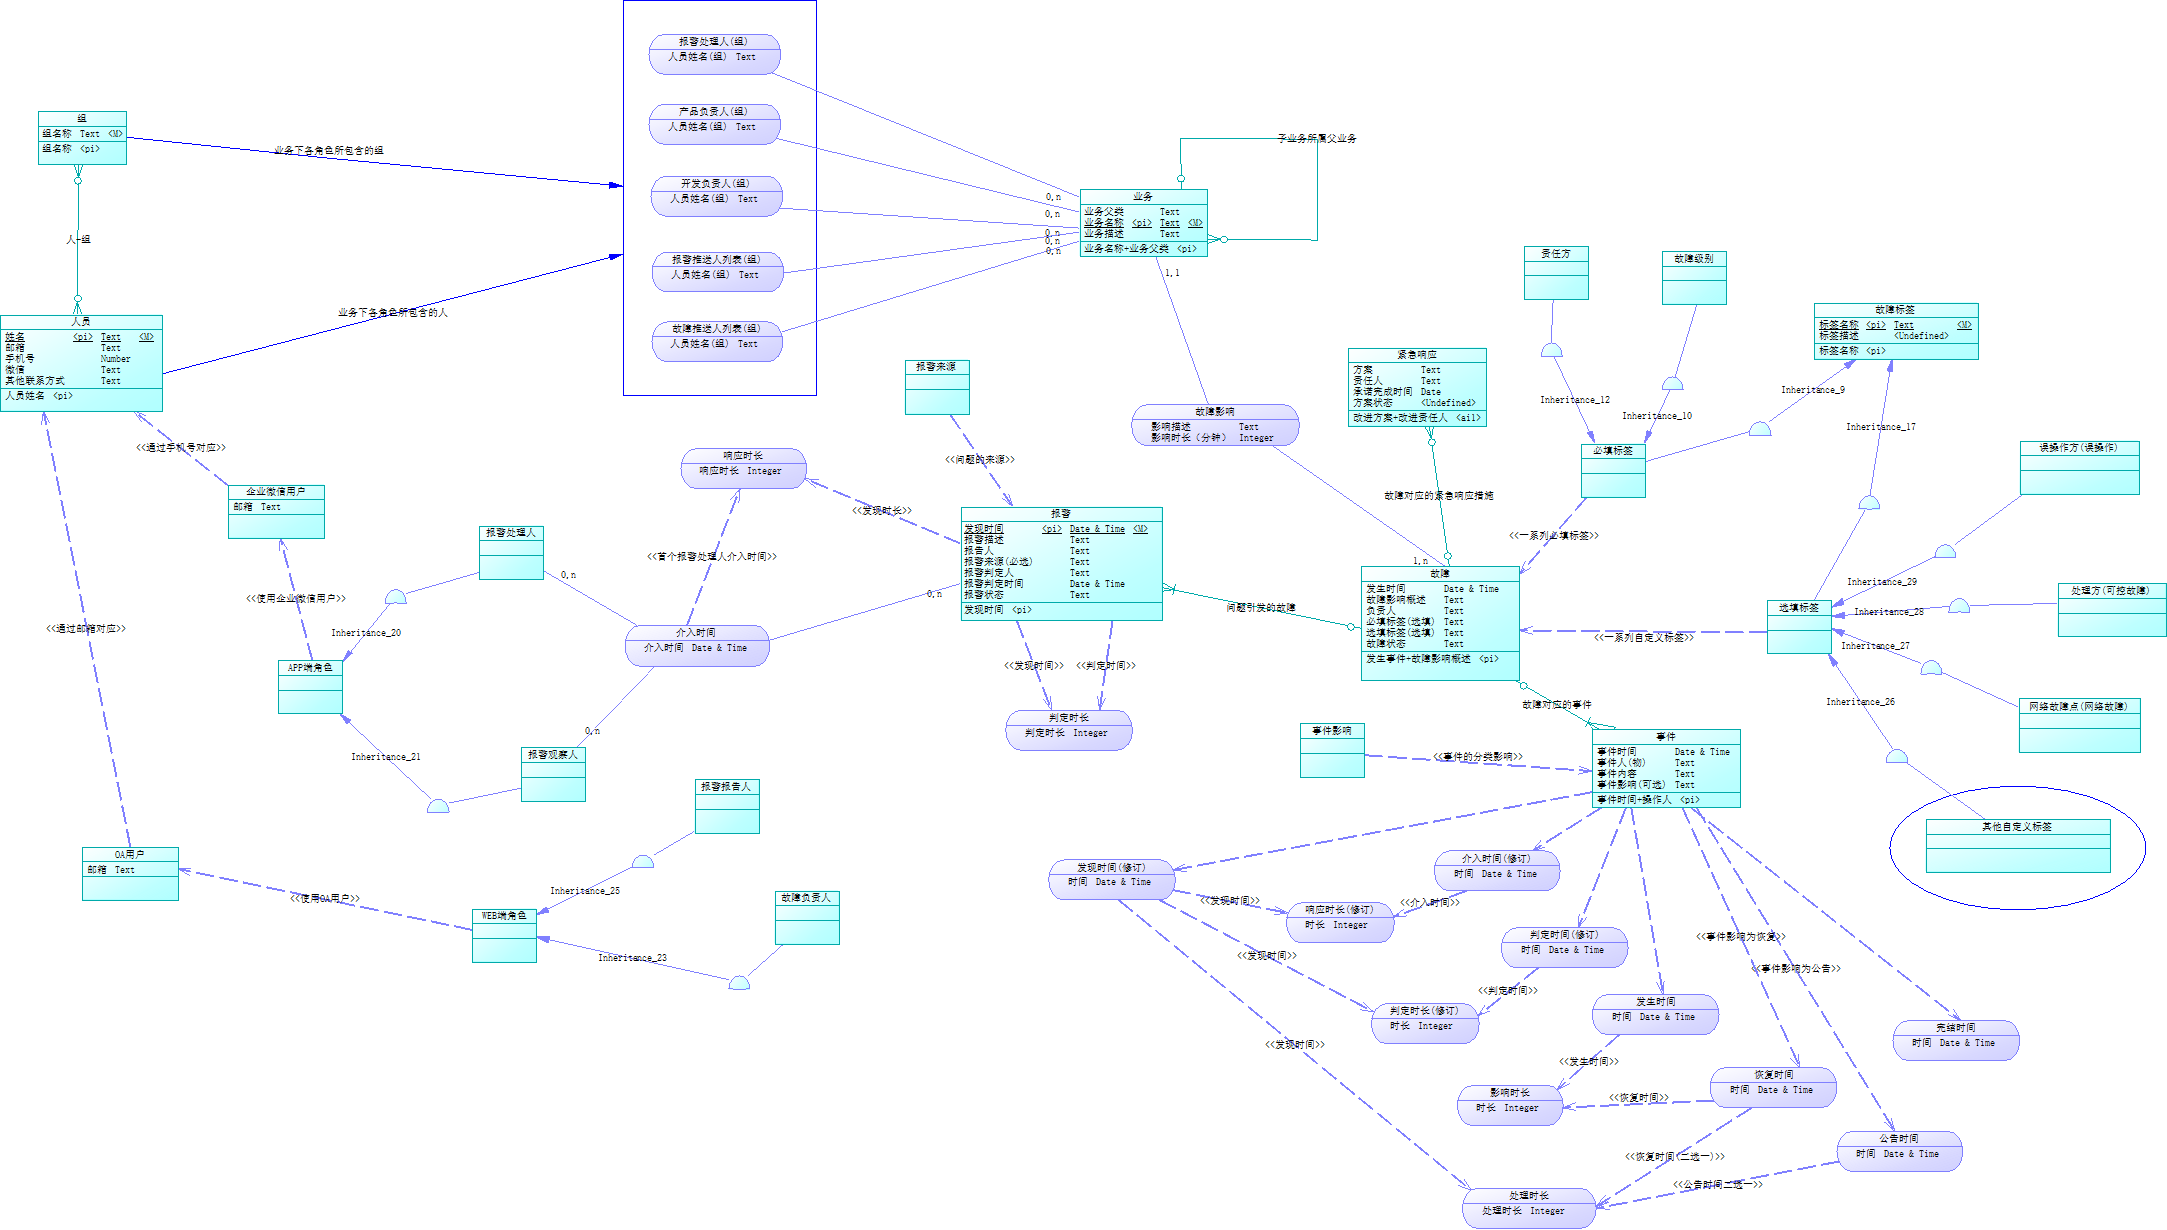 报警处理人(组)
人员姓名(组) Text
产品负责人(组)
人员姓名(组) Text
开发负责人(组)
人员姓名(组) Text
报警推送人列表(组)
人员姓名(组) Text
故障推送人列表(组)
人员姓名(组) Text
组
组名称 Text <M>
组名称 <pi>
业务下各角色所包含的组
人-组
人员
姓名 <pi> Text <M>
邮箱 Text
手机号 Number
微信 Text
其他联系方式 Text
人员姓名 <pi>
业务下各角色所包含的人
子业务所属父业务
业务
业务父类 Text
业务名称 <pi> Text <M>
业务描述 Text
业务名称+业务父类 <pi>
0,n
0,n
0,n
0,n
0,n
1,1
故障影响
影响描述 Text
影响时长（分钟） Integer
1,n
紧急响应
方案 Text
责任人 Text
承诺完成时间 Date
方案状态 <Undefined>
改进方案+改进责任人 <ai1>
故障对应的紧急响应措施
责任方
故障级别
故障标签
标签名称 <pi> Text <M>
标签描述 <Undefined>
标签名称 <pi>
Inheritance_12
Inheritance_10
Inheritance_9
Inheritance_17
必填标签
<<一系列必填标签>>
误操作方(误操作)
处理方(可控故障)
网络故障点(网络故障)
其他自定义标签
Inheritance_29
Inheritance_28
Inheritance_27
Inheritance_26
选填标签
<<一系列自定义标签>>
报警来源
<<问题的来源>>
响应时长
响应时长 Integer
<<发现时长>>
<<首个报警处理人介入时间>>
报警
发现时间 <pi> Date & Time <M>
报警描述 Text
报告人 Text
报警来源(必选) Text
报警判定人 Text
报警判定时间 Date & Time
报警状态 Text
发现时间 <pi>
问题引发的故障
故障
发生时间 Date & Time
故障影响概述 Text
负责人 Text
必填标签(选填) Text
选填标签(选填) Text
故障状态 Text
发生事件+故障影响概述 <pi>
<<通过手机号对应>>
企业微信用户
邮箱 Text
<<使用企业微信用户>>
<<通过邮箱对应>>
报警处理人
0,n
0,n
0,n
介入时间
介入时间 Date & Time
Inheritance_20
APP端角色
Inheritance_21
报警观察人
<<发现时间>>
<<判定时间>>
判定时长
判定时长 Integer
故障对应的事件
事件影响
<<事件的分类影响>>
事件
事件时间 Date & Time
事件人(物) Text
事件内容 Text
事件影响(可选) Text
事件时间+操作人 <pi>
报警报告人
Inheritance_25
OA用户
邮箱 Text
<<使用OA用户>>
WEB端角色
故障负责人
Inheritance_23
发现时间(修订)
时间 Date & Time
介入时间(修订)
时间 Date & Time
<<发现时间>>
<<介入时间>>
响应时长(修订)
时长 Integer
判定时间(修订)
时间 Date & Time
<<发现时间>>
<<判定时间>>
判定时长(修订)
时长 Integer
<<事件影响为恢复>>
<<事件影响为公告>>
发生时间
时间 Date & Time
完结时间
时间 Date & Time
<<发现时间>>
<<发生时间>>
影响时长
时长 Integer
<<恢复时间>>
恢复时间
时间 Date & Time
公告时间
时间 Date & Time
<<恢复时间(二选一)>>
<<公告时间二选一>>
处理时长
处理时长 Integer